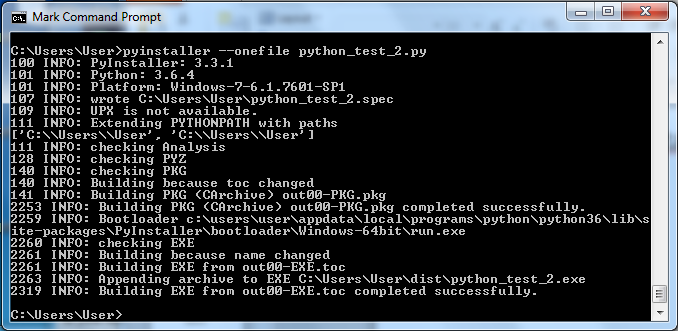 Mark Command Prompt
C:\Users\User>pyinstaller --onefile python_test_2.py
100 INFO: PyInstaller: 3.3.1
101 INFO: Python: 3.6.4
101 INFO: Platform: Windows-7-6.1.7601-SP1
107 INFO: wrote C:\Users\User\python_test_2.spec
109 INFO: UPX is not available.
111 INFO: Extending PYTHONPATH with paths
['C:\\Users\\User', 'C:\\Users\\User']
111 INFO: checking Analysis
128 INFO: checking PYZ
140 INFO: checking PKG
140 INFO: Building because toc changed
141 INFO: Building PKG (CArchive) out00-PKG.pkg
2253 INFO: Building PKG (CArchive) out00-PKG.pkg completed successfully.
2259 INFO: Bootloader c:\users\user\appdata\local\programs\python\python36\lib\s
ite-packages\PyInstaller\bootloader\Windows-64bit\run.exe
2260 INFO: checking EXE
2261 INFO: Building because name changed
2261 INFO: Building EXE from out00-EXE.toc
2263 INFO: Appending archive to EXE C:\Users\User\dist\python_test_2.exe
2319 INFO: Building EXE from out00-EXE.toc completed successfully.
C:\Users\User>